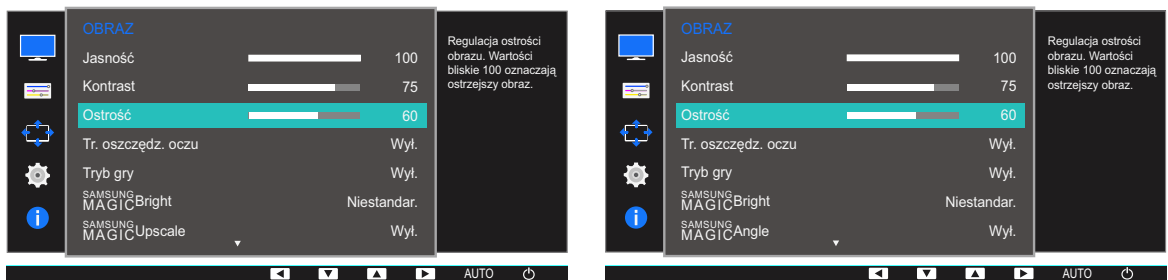 OBRAZ
Jasność 100
Kontrast 75
Ostrość 60
Tr. oszczędz. oczu Wył.
Tryb gry Wył.
SAMSUNG MAGIC Bright Niestandar.
SAMSUNG MAGIC Upscale Wył.
Regulacja ostrości
obrazu. Wartości
bliskie 100 oznaczają
ostrzejszy obraz.
AUTO
OBRAZ
Jasność 100
Kontrast 75
Ostrość 60
Tr. oszczędz. oczu Wył.
Tryb gry Wył.
SAMSUNG MAGIC Bright Niestandar.
SAMSUNG MAGIC Angle Wył.
Regulacja ostrości
obrazu. Wartości
bliskie 100 oznaczają
ostrzejszy obraz.
AUTO